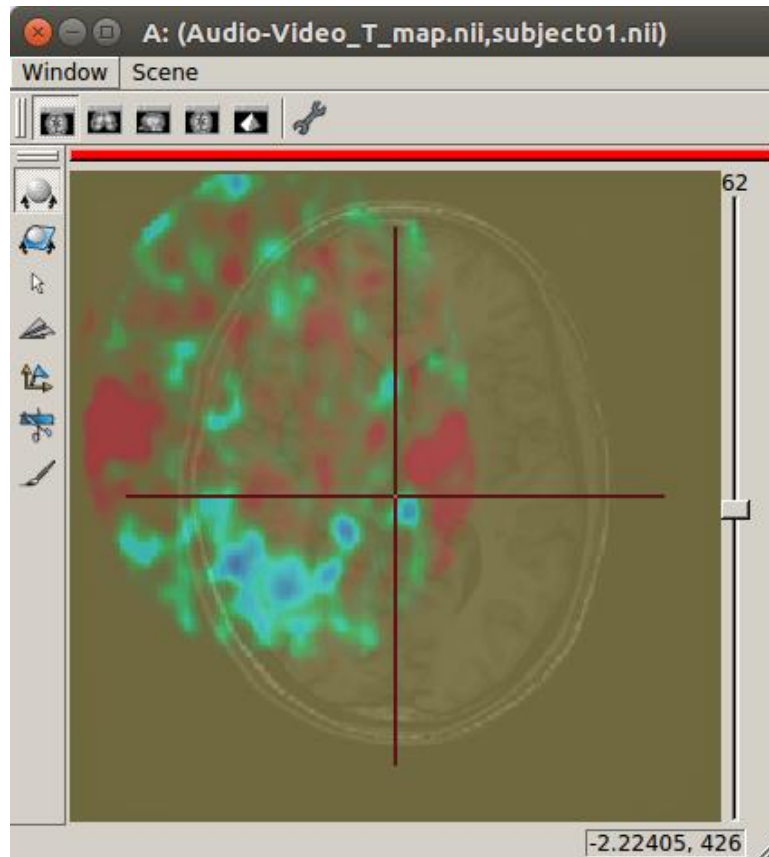 A: (Audio-Video_T_map.nii,subject01.nii)
Window Scene
62
-2.22405, 426